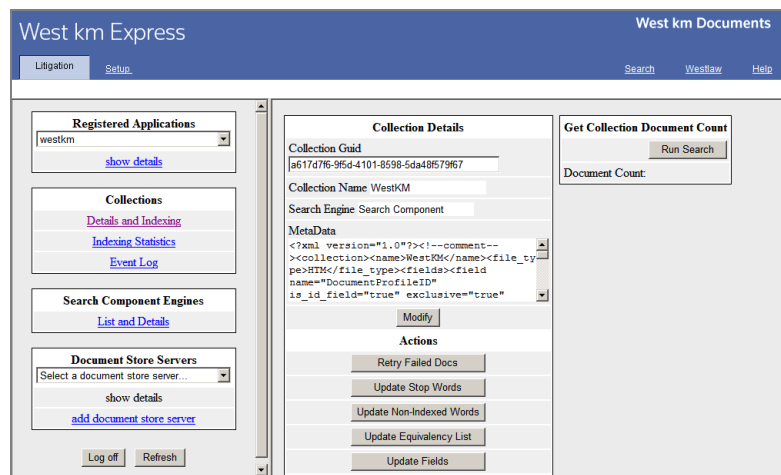 West km Express
West km Documents
Litigation
Setup
Search
Westlaw
Help
Registered Applications
westkm
show details
Collections
Details and Indexing
Indexing Statistics
Event Log
Search Component Engines
List and Details
Document Store Servers
Select a document store server...
show details
add document store server
Log off
Refresh
Collection Details
Collection Guid
a617d7f6-9f5d-4101-8598-5da48f579f67
Collection Name WestKM
Search Engine Search Component
MetaData
<?xml version="1.0"?><!--comment--
><collection><name>WestKM</name><file_ty
pe>HTM</file_type><fields><field
name="DocumentProfileID"
is_id_field="true" exclusive="true"
Modify
Actions
Retry Failed Docs
Update Stop Words
Update Non-Indexed Words
Update Equivalency List
Update Fields
Get Collection Document Count
Run Search
Document Count: